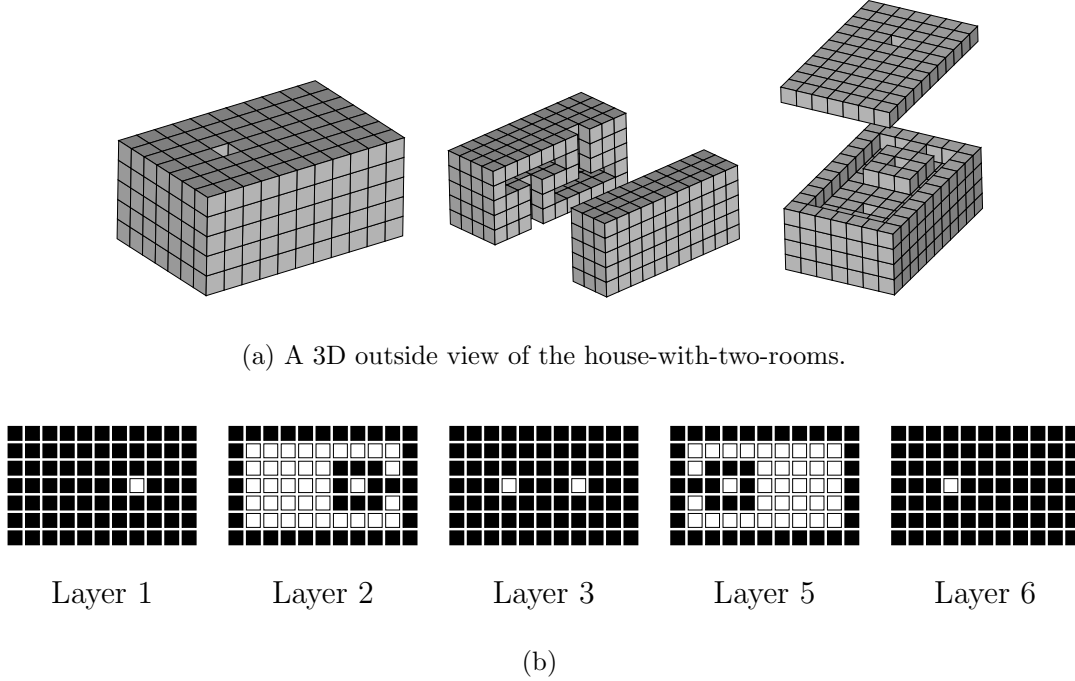 (a) A 3D outside view of the house-with-two-rooms.
Layer 1
Layer 2
Layer 3
Layer 5
Layer 6
(b)